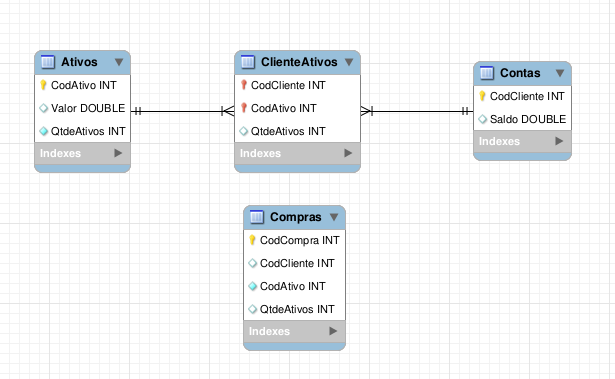 Ativos
CodAtivo INT
Valor DOUBLE
QtdeAtivos INT
Indexes
ClienteAtivos
CodCliente INT
CodAtivo INT
QtdeAtivos INT
Indexes
Contas
CodCliente INT
Saldo DOUBLE
Indexes
Compras
CodCompra INT
CodCliente INT
CodAtivo INT
QtdeAtivos INT
Indexes